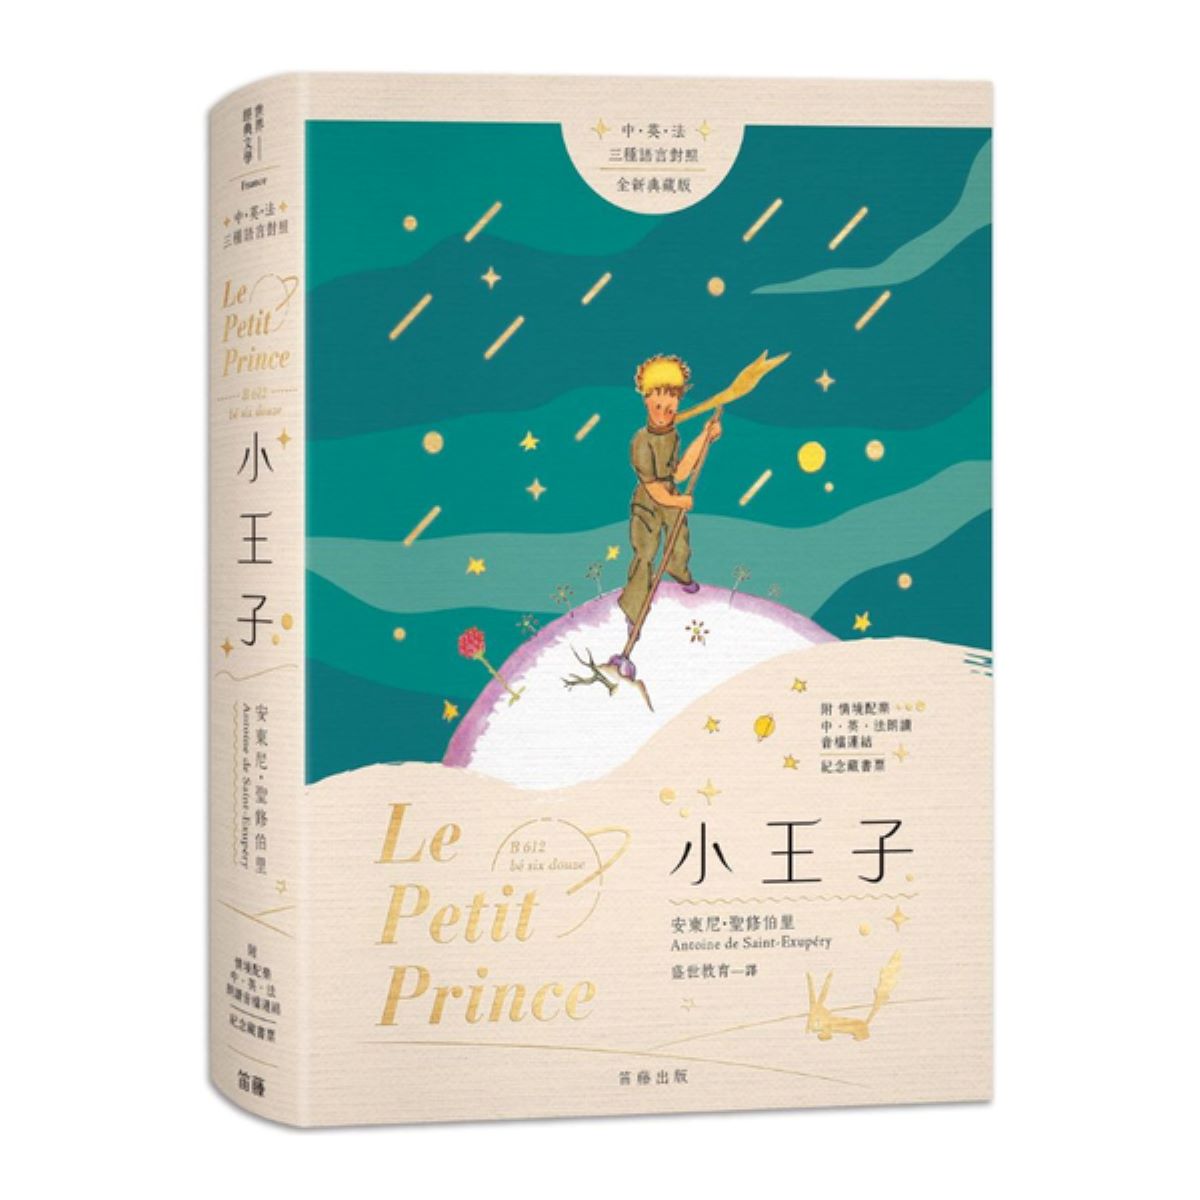 世界——
經典文學
France
中・英・法
三種語言對照
Le
Petit
Prince
B 612
bé six douze
小王子
安東尼・聖修伯里
Antoine de Saint-Exupéry
附
情境配樂
中・英・法
朗讀音檔連結
紀念藏書票
笛藤
中・英・法
三種語言對照
全新典藏版
附 情境配樂
中・英・法朗讀
音檔連結
紀念藏書票
Le
Petit
Prince
B 612
bé six douze
小王子
安東尼・聖修伯里
Antoine de Saint-Exupéry
盛世教育—譯
笛藤出版